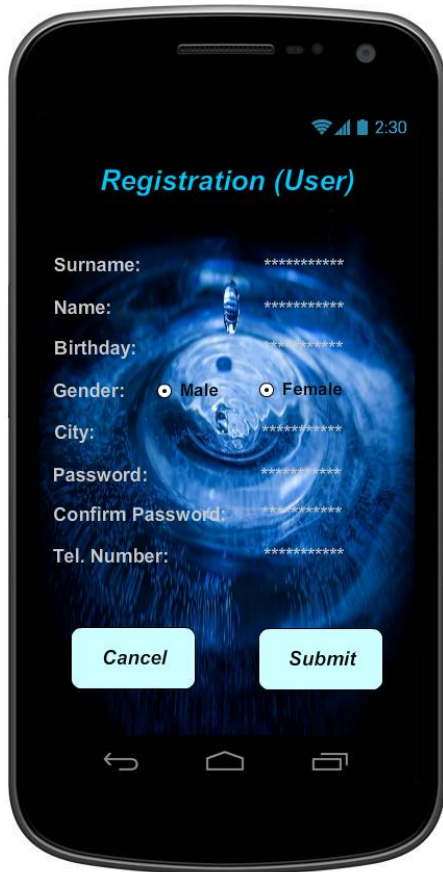 2:30
Registration (User)
Surname: ***********
Name: ***********
Birthday: ***********
Gender: Male Female
City: ***********
Password: ***********
Confirm Password: ***********
Tel. Number: ***********
Cancel Submit